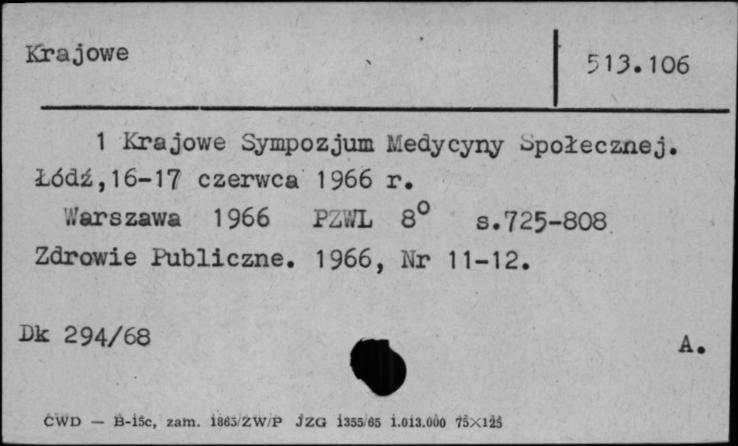 Krajowe
513.106
1 Krajowe Sympozjum Medycyny Społecznej.
Łódź,16-17 czerwca 1966 r.
Warszawa 1966 PZWL 8° s.725-808
Zdrowie Publiczne. 1966, Nr 11-12.
Dk 294/68
A.
CWD — B-15c, zam. 1865/ZW/P JZG 1355/65 1.013.000 75×125